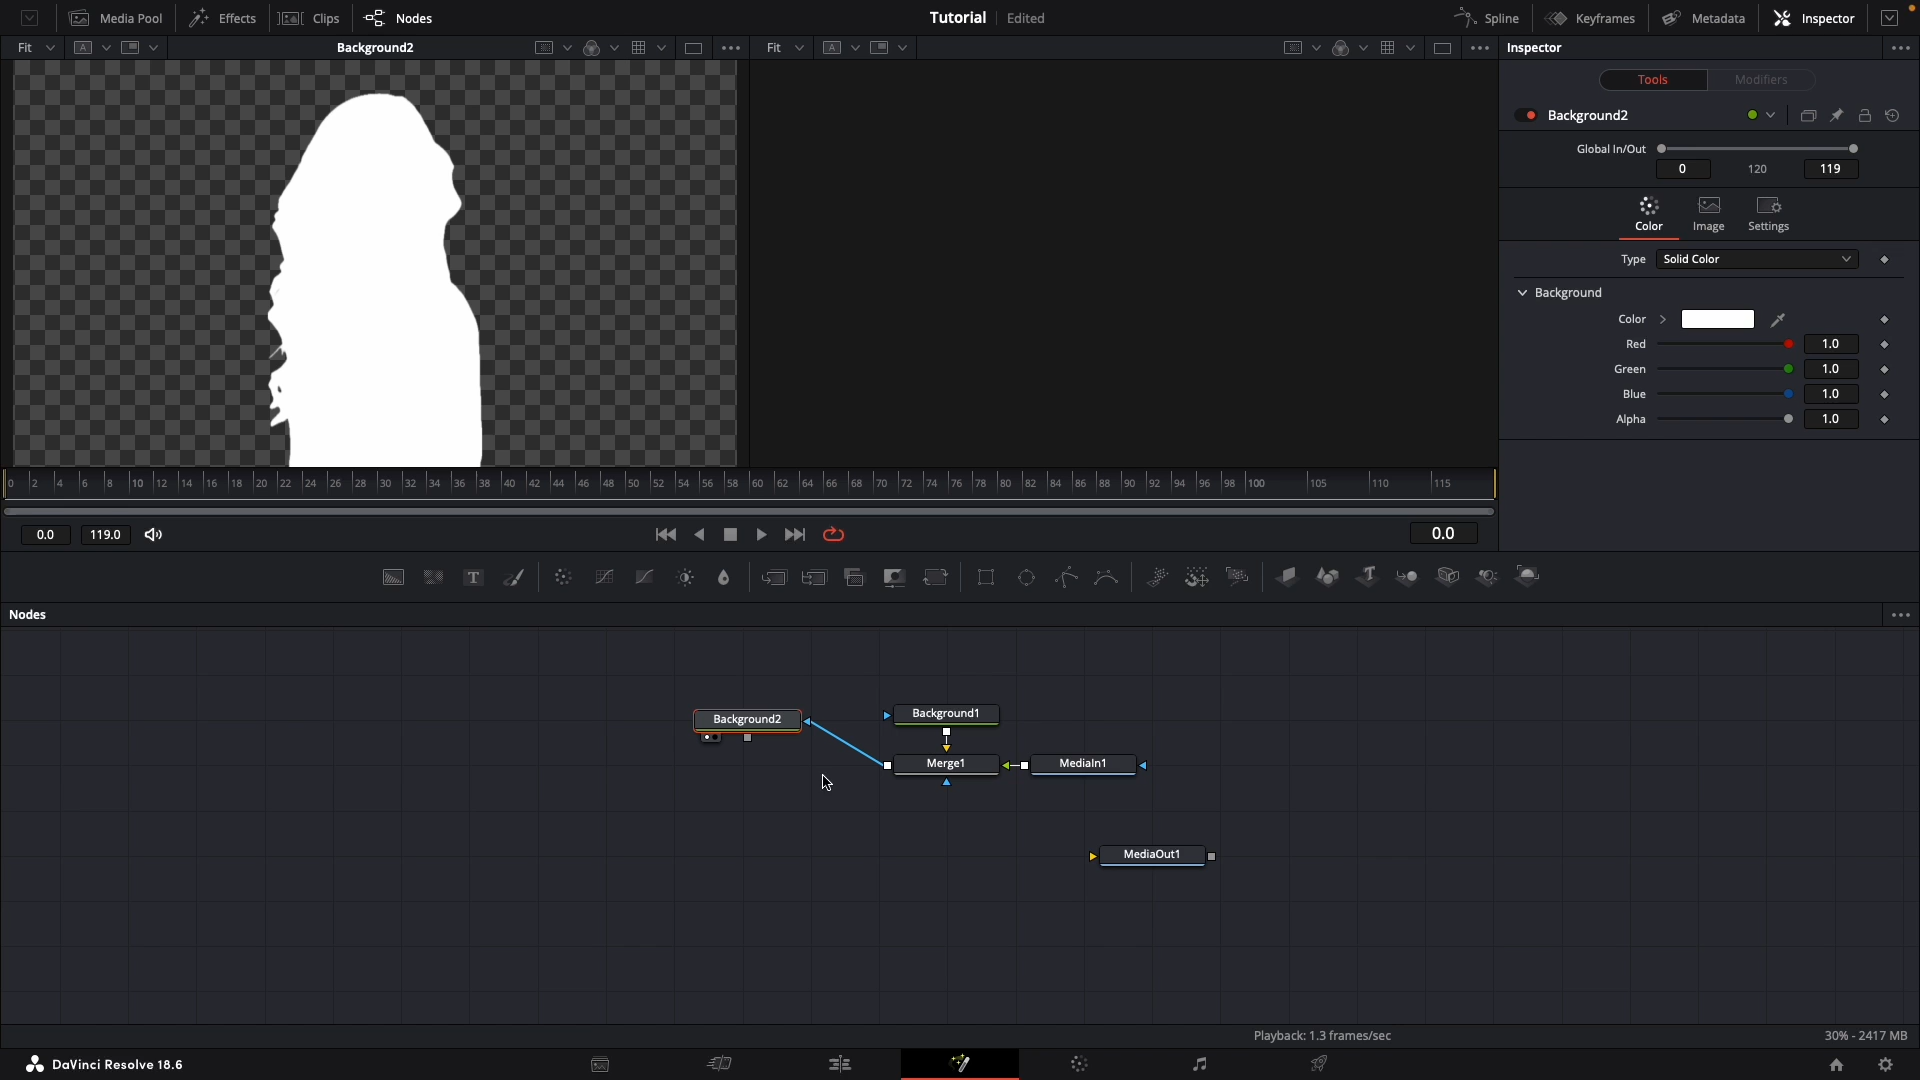 Media Pool Effects Clips Nodes Tutorial Edited Spline Keyframes Metadata Inspector
Fit A Background2 Fit A Inspector
Tools Modifiers
Background2
Global In/Out
0 120 119
Color Image Settings
Type Solid Color
Background
Color
Red 1.0
Green 1.0
Blue 1.0
Alpha 1.0
0 2 4 6 8 10 12 14 16 18 20 22 24 26 28 30 32 34 36 38 40 42 44 46 48 50 52 54 56 58 60 62 64 66 68 70 72 74 76 78 80 82 84 86 88 90 92 94 96 98 100 105 110 115
0.0 119.0 0.0
T T
Nodes
Background2 Background1
Merge1 MediaIn1
MediaOut1
Playback: 1.3 frames/sec 30% - 2417 MB
DaVinci Resolve 18.6